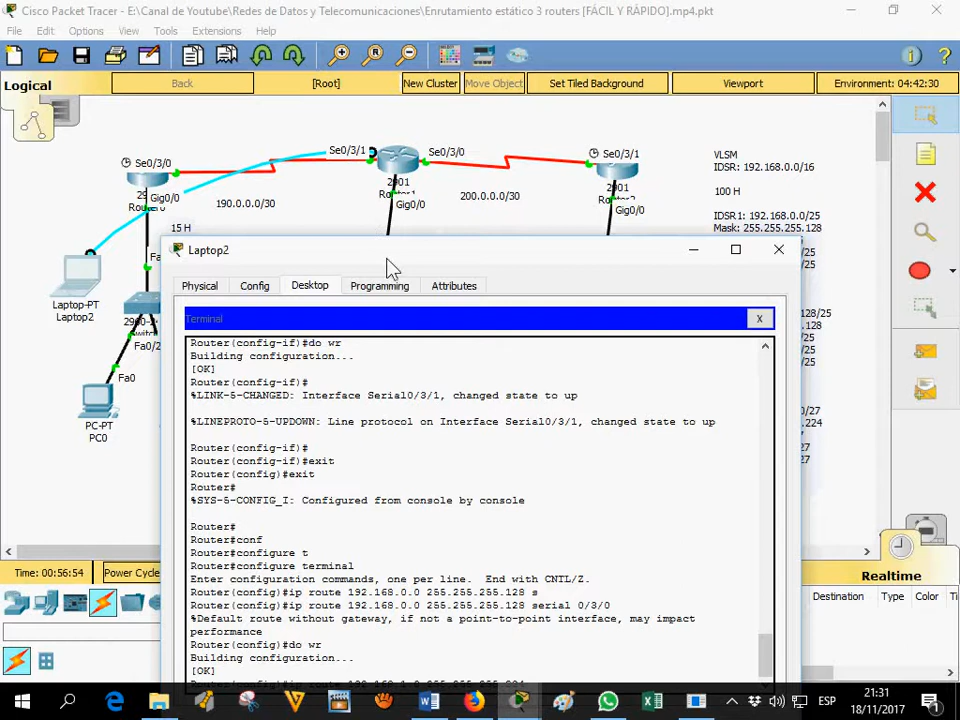 Cisco Packet Tracer - E:\Canal de Youtube\Redes de Datos y Telecomunicaciones\Enrutamiento estático 3 routers [FÁCIL Y RÁPIDO].mp4.pkt
File Edit Options View Tools Extensions Help
Logical Back [Root] New Cluster Move Object Set Tiled Background Viewport Environment: 04:42:30
Se0/3/0 Se0/3/1 Se0/3/0 Se0/3/1
VLSM
IDSR: 192.168.0.0/16
2901
2901
Gig0/0 Gig0/0 Gig0/0
190.0.0.0/30 200.0.0.0/30
100 H
15 H
IDSR1: 192.168.0.0/25
Mask: 255.255.255.128
Laptop-PT
Laptop2
Fa0/2
Fa0
PC-PT
PC0
Laptop2
Physical Config Desktop Programming Attributes
Terminal X
Router(config-if)#do wr
Building configuration...
[OK]
Router(config-if)#
%LINK-5-CHANGED: Interface Serial0/3/1, changed state to up
%LINEPROTO-5-UPDOWN: Line protocol on Interface Serial0/3/1, changed state to up
Router(config-if)#
Router(config-if)#exit
Router(config)#exit
Router#
%SYS-5-CONFIG_I: Configured from console by console
Router#
Router#conf
Router#configure t
Router#configure terminal
Enter configuration commands, one per line.  End with CNTL/Z.
Router(config)#ip route 192.168.0.0 255.255.255.128 s
Router(config)#ip route 192.168.0.0 255.255.255.128 serial 0/3/0
%Default route without gateway, if not a point-to-point interface, may impact
performance
Router(config)#do wr
Building configuration...
[OK]
Time: 00:56:54 Power Cycle
Realtime
Destination Source Type Color
ESP
21:31
18/11/2017